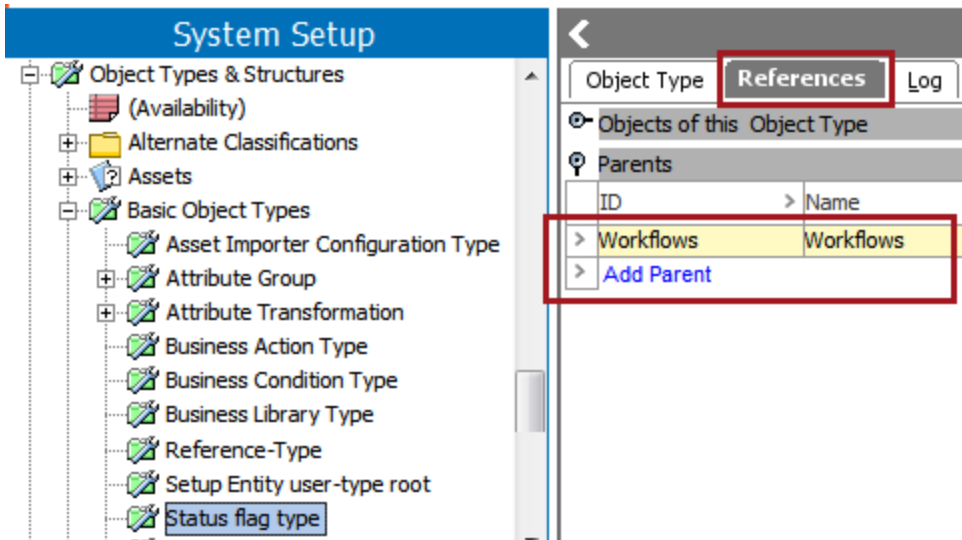 System Setup
Object Types & Structures
(Availability)
Alternate Classifications
Assets
Basic Object Types
Asset Importer Configuration Type
Attribute Group
Attribute Transformation
Business Action Type
Business Condition Type
Business Library Type
Reference-Type
Setup Entity user-type root
Status flag type
Object Type References Log
Objects of this Object Type
Parents
ID > Name
> Workflows Workflows
> Add Parent